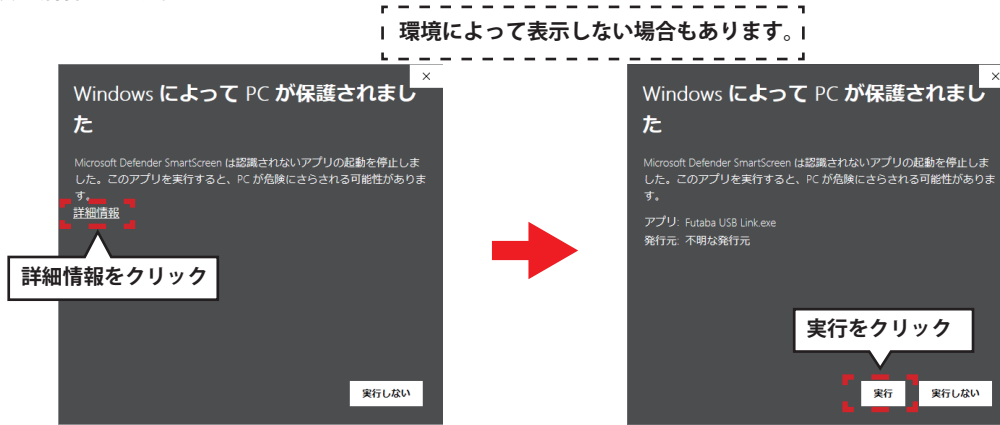 環境によって表示しない場合もあります。
×
Windows によって PC が保護されまし
た
Microsoft Defender SmartScreen は認識されないアプリの起動を停止しま
した。このアプリを実行すると、PC が危険にさらされる可能性がありま
す。
詳細情報
詳細情報をクリック
実行しない
×
Windows によって PC が保護されまし
た
Microsoft Defender SmartScreen は認識されないアプリの起動を停止しま
した。このアプリを実行すると、PC が危険にさらされる可能性がありま
す。
アプリ: Futaba USB Link.exe
発行元: 不明な発行元
実行をクリック
実行
実行しない